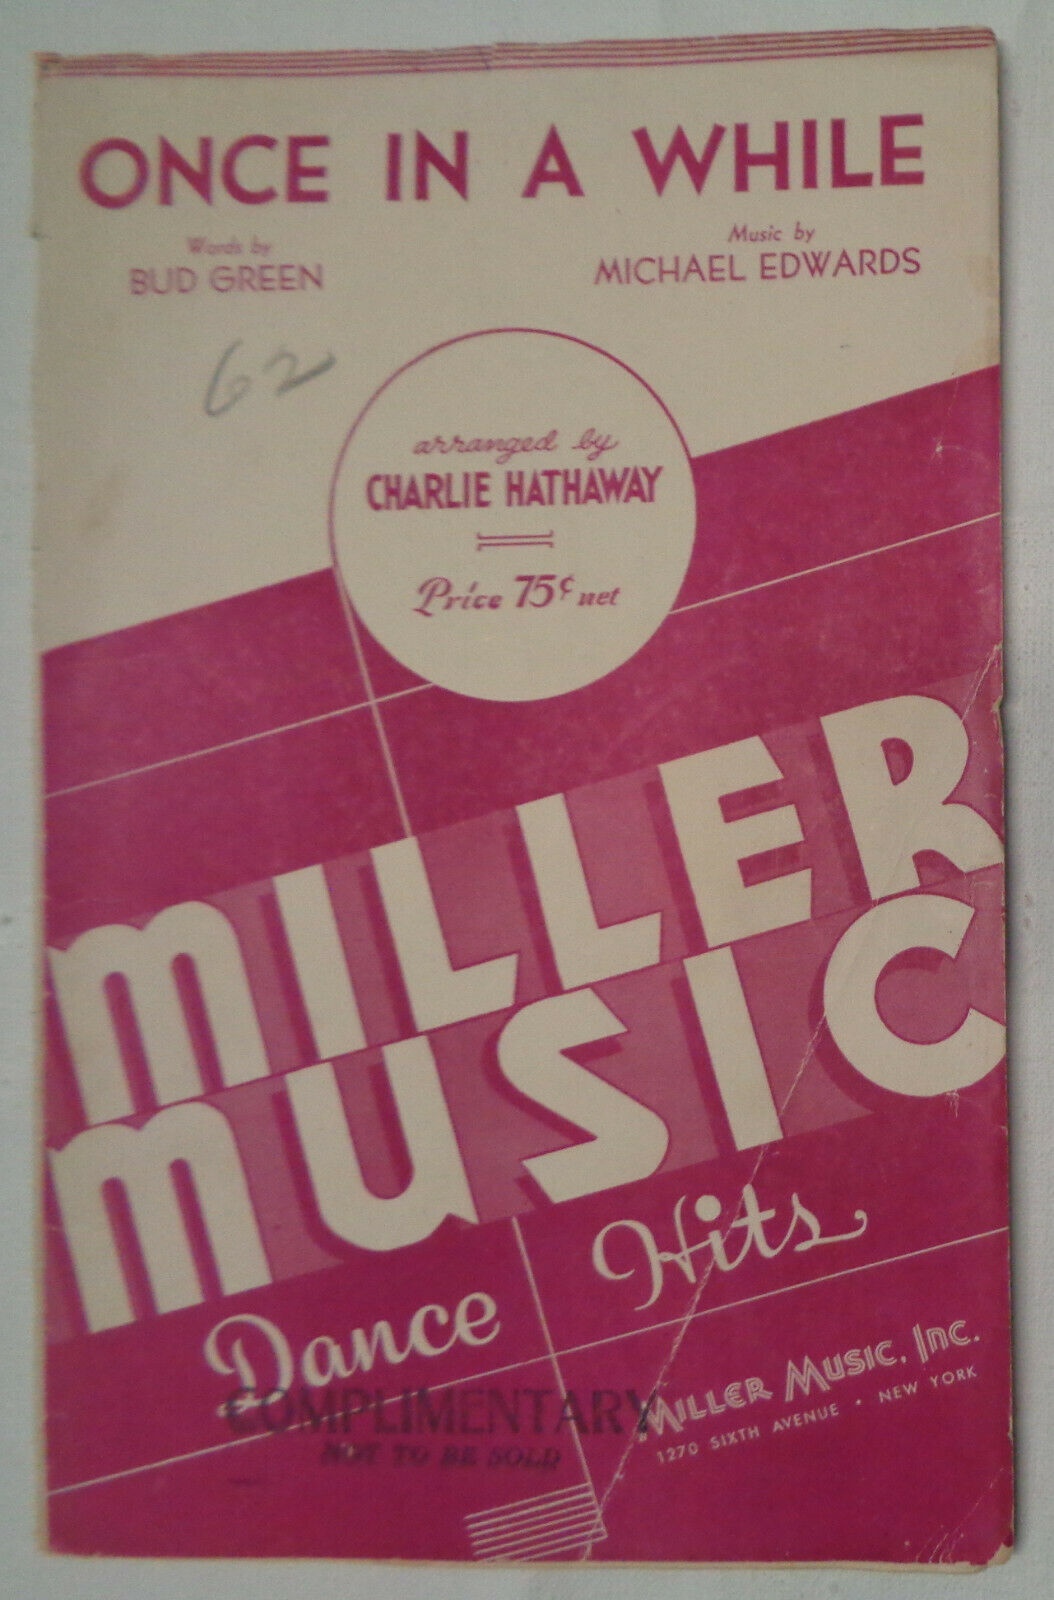 ONCE IN A WHILE
Words by
BUD GREEN
Music by
MICHAEL EDWARDS
62
arranged by
CHARLIE HATHAWAY
Price 75¢ net
MILLER
MUSIC
Dance Hits
COMPLIMENTARY
NOT TO BE SOLD
MILLER MUSIC, INC.
1270 SIXTH AVENUE • NEW YORK